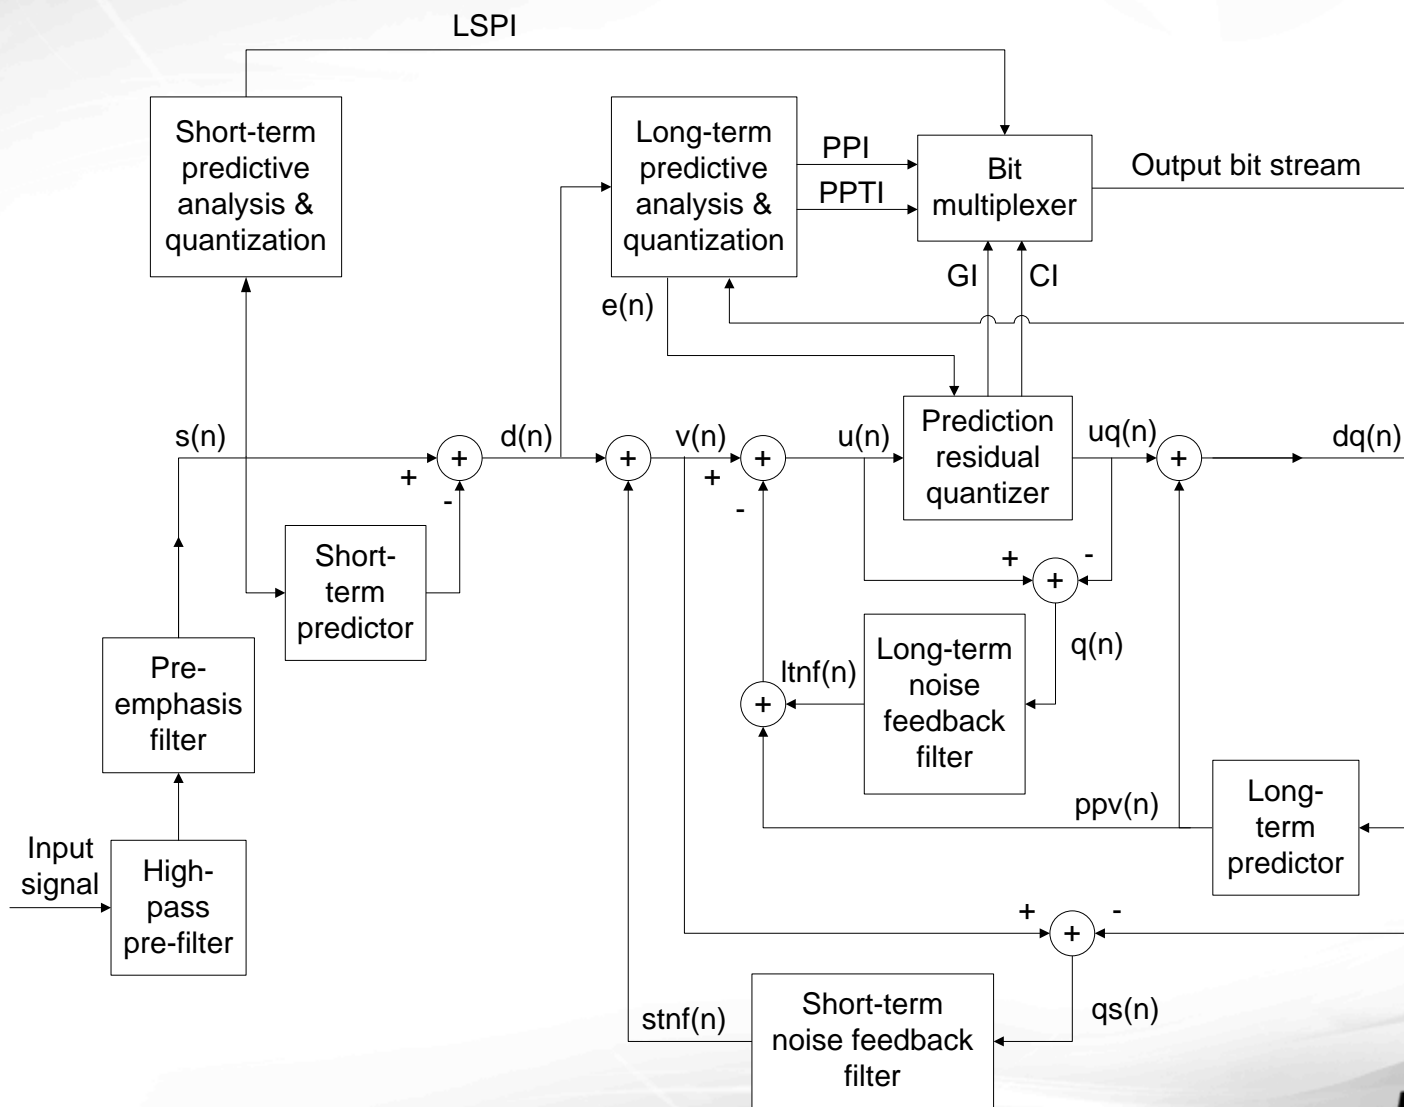 LSPI
Short-term
predictive
analysis &
quantization
Long-term
predictive
analysis &
quantization
PPI
PPTI
Bit
multiplexer
Output bit stream
GI
CI
e(n)
s(n)
+
+
-
d(n)
+
v(n)
+
+
-
u(n)
Prediction
residual
quantizer
uq(n)
+
dq(n)
Short-
term
predictor
+
-
+
q(n)
Pre-
emphasis
filter
ltnf(n)
+
Long-term
noise
feedback
filter
ppv(n)
Long-
term
predictor
Input
signal
High-
pass
pre-filter
+
-
+
stnf(n)
Short-term
noise feedback
filter
qs(n)